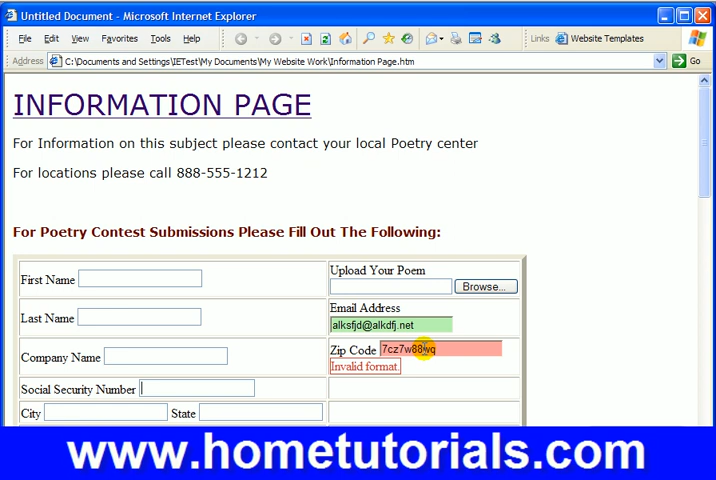 Untitled Document - Microsoft Internet Explorer
File Edit View Favorites Tools Help Links Website Templates
Address C:\Documents and Settings\IETest\My Documents\My Website Work\Information Page.htm Go
INFORMATION PAGE
For Information on this subject please contact your local Poetry center
For locations please call 888-555-1212
For Poetry Contest Submissions Please Fill Out The Following:
First Name
Upload Your Poem
Browse...
Last Name
Email Address
alksfjd@alkdfj.net
Company Name
Zip Code 7cz7w88wq
Invalid format.
Social Security Number
City State
www.hometutorials.com